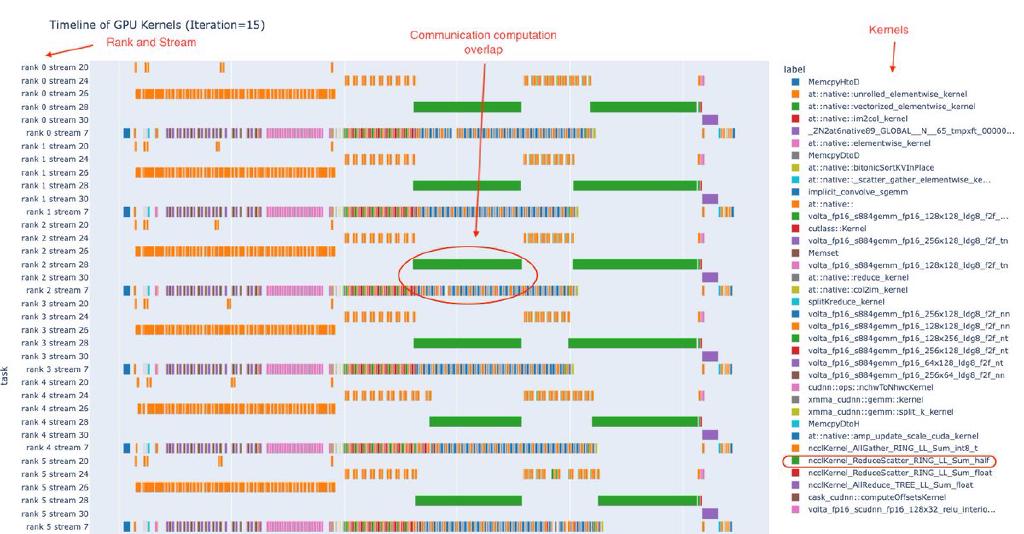 Timeline of GPU Kernels (Iteration=15)
Rank and Stream
Communication computation
overlap
Kernels
task
rank 0 stream 20
rank 0 stream 24
rank 0 stream 26
rank 0 stream 28
rank 0 stream 30
rank 0 stream 7
rank 1 stream 20
rank 1 stream 24
rank 1 stream 26
rank 1 stream 28
rank 1 stream 30
rank 1 stream 7
rank 2 stream 20
rank 2 stream 24
rank 2 stream 26
rank 2 stream 28
rank 2 stream 30
rank 2 stream 7
rank 3 stream 20
rank 3 stream 24
rank 3 stream 26
rank 3 stream 28
rank 3 stream 30
rank 3 stream 7
rank 4 stream 20
rank 4 stream 24
rank 4 stream 26
rank 4 stream 28
rank 4 stream 30
rank 4 stream 7
rank 5 stream 20
rank 5 stream 24
rank 5 stream 26
rank 5 stream 28
rank 5 stream 30
rank 5 stream 7
label
MemcpyHtoD
at::native::unrolled_elementwise_kernel
at::native::vectorized_elementwise_kernel
at::native::im2col_kernel
_ZN2at6native89_GLOBAL__N__65_tmpxft_00000...
at::native::elementwise_kernel
MemcpyDtoD
at::native::bitonicSortKVInPlace
at::native::_scatter_gather_elementwise_ke...
implicit_convolve_sgemm
at::native::
volta_fp16_s884gemm_fp16_128x128_ldg8_f2f_...
cutlass::Kernel
volta_fp16_s884gemm_fp16_256x128_ldg8_f2f_tn
Memset
volta_fp16_s884gemm_fp16_128x128_ldg8_f2f_tn
at::native::reduce_kernel
at::native::col2im_kernel
splitKreduce_kernel
volta_fp16_s884gemm_fp16_256x128_ldg8_f2f_nn
volta_fp16_s884gemm_fp16_128x128_ldg8_f2f_nn
volta_fp16_s884gemm_fp16_128x256_ldg8_f2f_nt
volta_fp16_s884gemm_fp16_256x128_ldg8_f2f_nt
volta_fp16_s884gemm_fp16_64x128_ldg8_f2f_nt
volta_fp16_s884gemm_fp16_256x64_ldg8_f2f_nn
cudnn::ops::nchwToNhwcKernel
xmma_cudnn::gemm::kernel
xmma_cudnn::gemm::split_k_kernel
MemcpyDtoH
at::native::amp_update_scale_cuda_kernel
ncclKernel_AllGather_RING_LL_Sum_int8_t
ncclKernel_ReduceScatter_RING_LL_Sum_half
ncclKernel_ReduceScatter_RING_LL_Sum_float
ncclKernel_AllReduce_TREE_LL_Sum_float
cask_cudnn::computeOffsetsKernel
volta_fp16_scudnn_fp16_128x32_relu_interio...